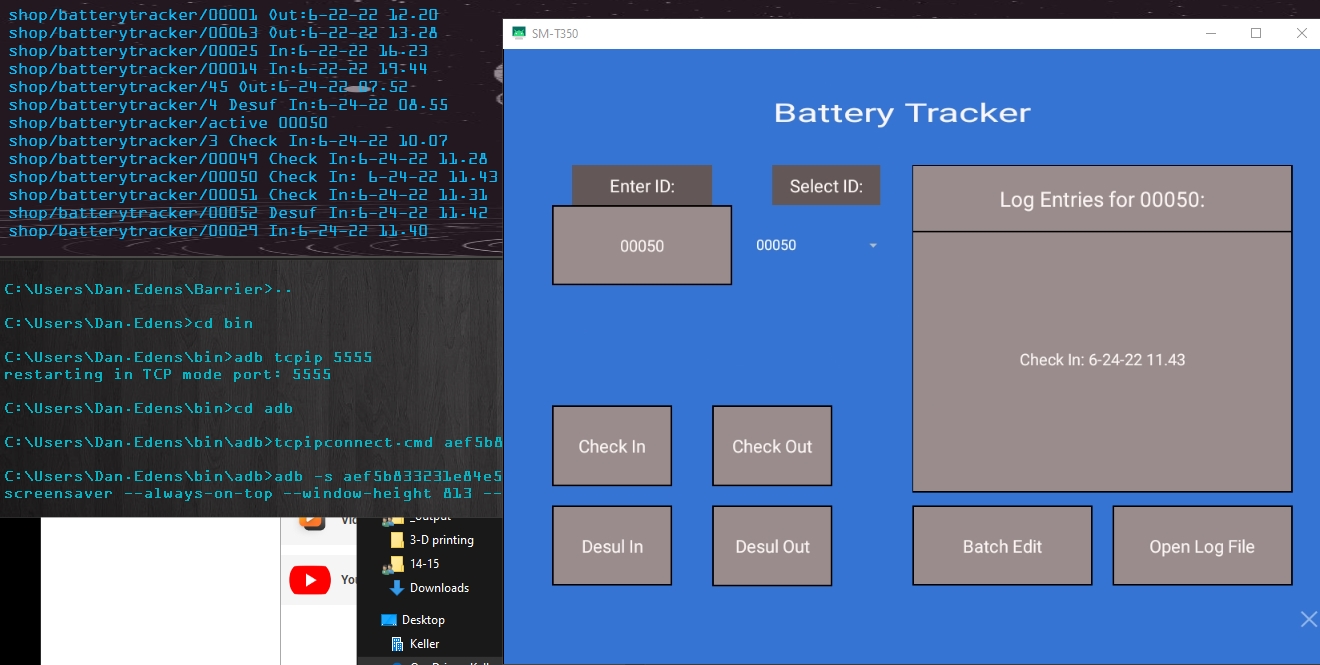 shop/batterytracker/00001 Out:6-22-22 12.20
shop/batterytracker/00063 Out:6-22-22 13.28
shop/batterytracker/00025 In:6-22-22 16.23
shop/batterytracker/00014 In:6-22-22 19:44
shop/batterytracker/45 Out:6-24-22 07.52
shop/batterytracker/4 Desuf In:6-24-22 08.55
shop/batterytracker/active 00050
shop/batterytracker/3 Check In:6-24-22 10.07
shop/batterytracker/00049 Check In:6-24-22 11.28
shop/batterytracker/00050 Check In: 6-24-22 11.43
shop/batterytracker/00051 Check In:6-24-22 11.31
shop/batterytracker/00052 Desuf In:6-24-22 11.42
shop/batterytracker/00029 In:6-24-22 11.40
C:\Users\Dan.Edens\Barrier>..
C:\Users\Dan.Edens>cd bin
C:\Users\Dan.Edens\bin>adb tcpip 5555
restarting in TCP mode port: 5555
C:\Users\Dan.Edens\bin>cd adb
C:\Users\Dan.Edens\bin\adb>tcpipconnect.cmd aef5b8
C:\Users\Dan.Edens\bin\adb>adb -s aef5b833231e84e5
screensaver --always-on-top --window-height 813 --
_output
3-D printing
14-15
Downloads
Desktop
Keller
SM-T350
Battery Tracker
Enter ID:
Select ID:
00050
00050
Log Entries for 00050:
Check In: 6-24-22 11.43
Check In
Check Out
Desul In
Desul Out
Batch Edit
Open Log File